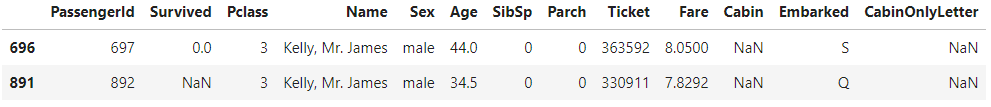 PassengerId Survived Pclass Name Sex Age SibSp Parch Ticket Fare Cabin Embarked CabinOnlyLetter
696 697 0.0 3 Kelly, Mr. James male 44.0 0 0 363592 8.0500 NaN S NaN
891 892 NaN 3 Kelly, Mr. James male 34.5 0 0 330911 7.8292 NaN Q NaN